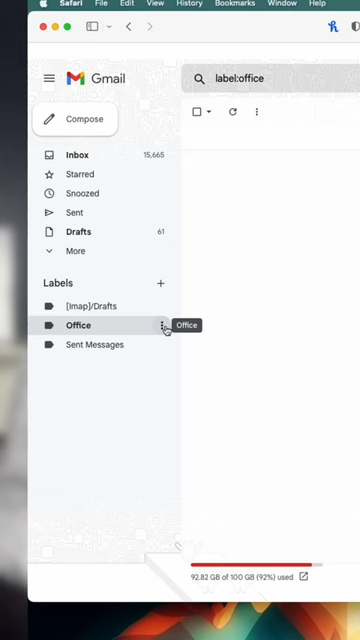 Safari File Edit View History Bookmarks Window Help
Gmail
label:office
Compose
Inbox 15,665
Starred
Snoozed
Sent
Drafts 61
More
Labels
[Imap]/Drafts
Office
Office
Sent Messages
92.82 GB of 100 GB (92%) used